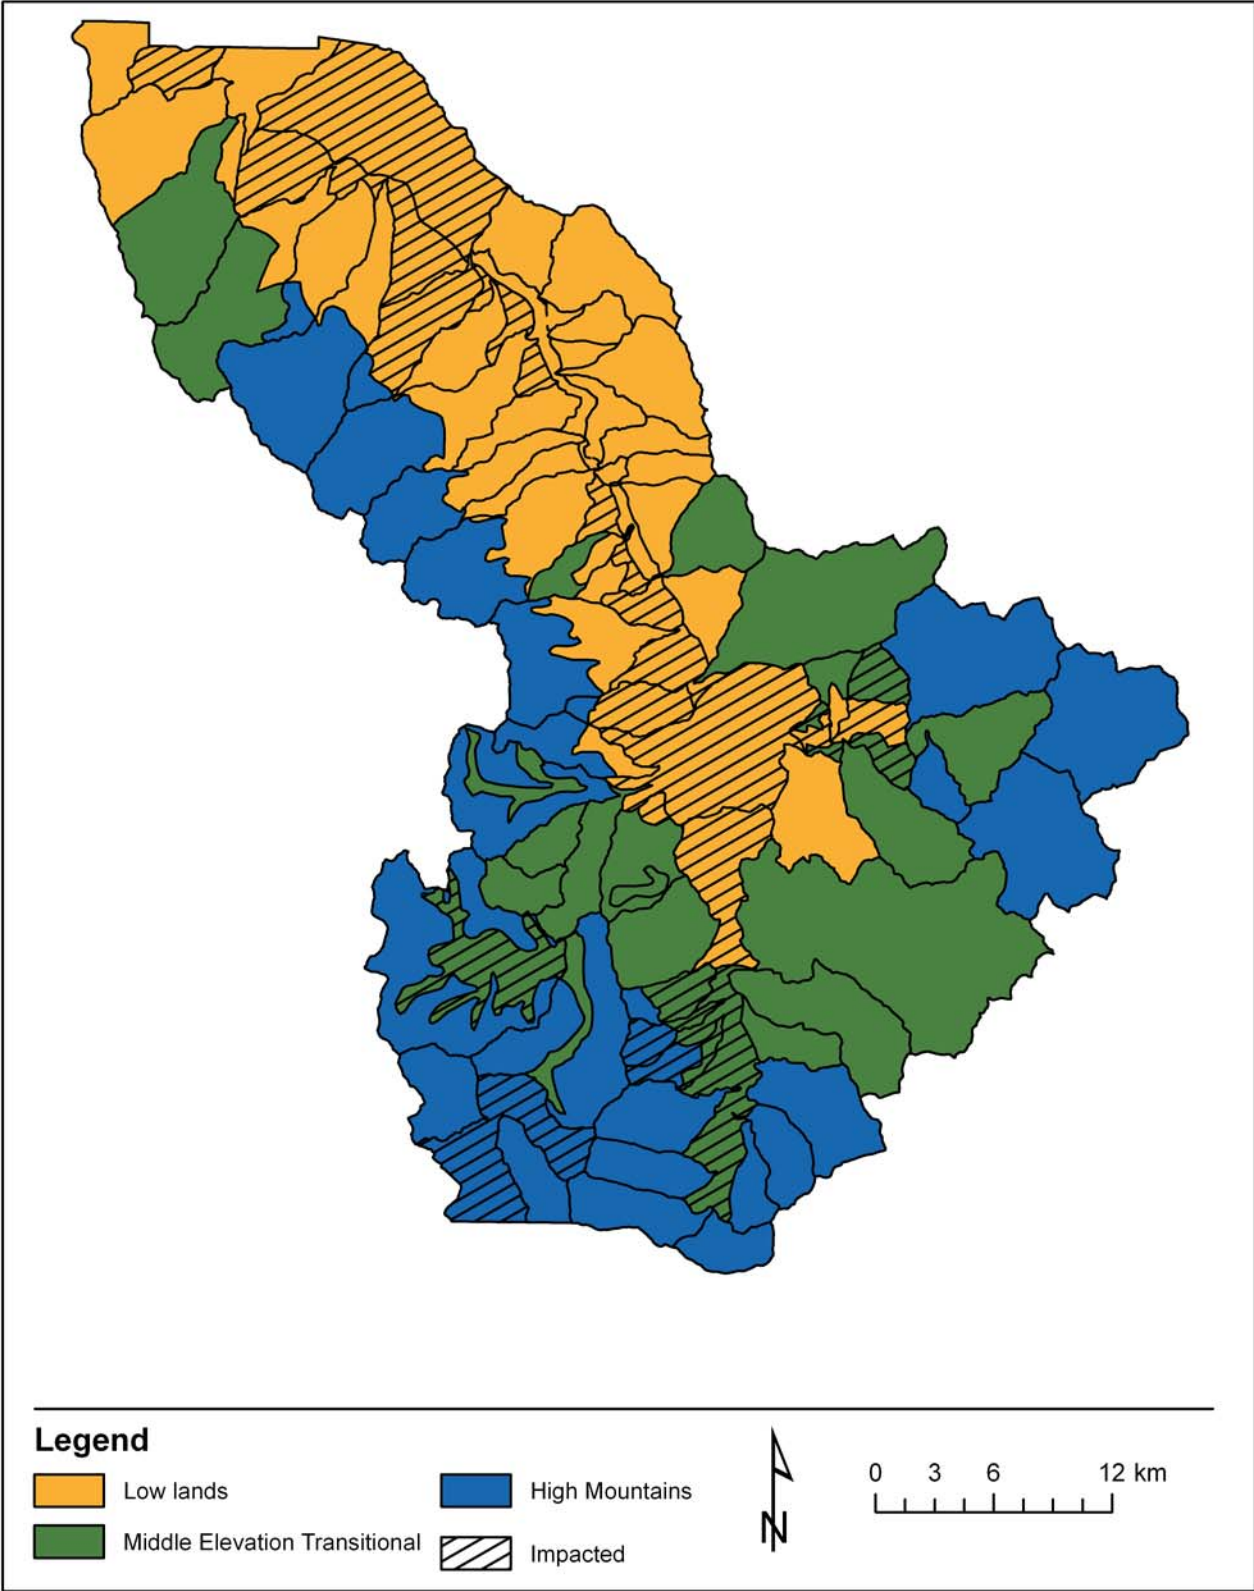 Legend
Low lands
Middle Elevation Transitional
High Mountains
Impacted
N
0 3 6 12 km